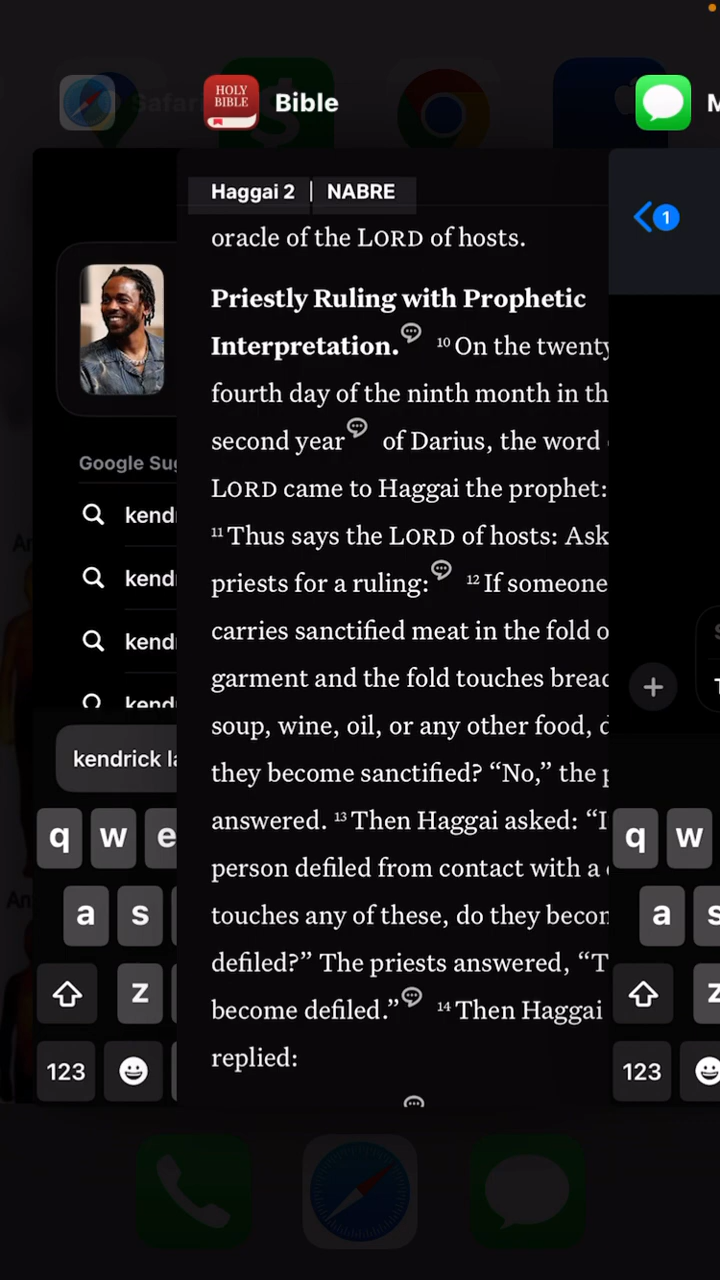 Safari
HOLY
BIBLE
Bible
Haggai 2 | NABRE
1
oracle of the LORD of hosts.
Priestly Ruling with Prophetic
Interpretation. 10 On the twenty
fourth day of the ninth month in th
second year of Darius, the word
LORD came to Haggai the prophet:
11 Thus says the LORD of hosts: Ask
priests for a ruling: 12 If someone
carries sanctified meat in the fold o
garment and the fold touches bread
soup, wine, oil, or any other food, d
they become sanctified? “No,” the p
answered. 13 Then Haggai asked: “I
person defiled from contact with a
touches any of these, do they becom
defiled?” The priests answered, “T
become defiled.” 14 Then Haggai
replied:
Google Sug
kend
kend
kend
kend
kendrick la
q w e
a s
z
123
q w
a s
z
123